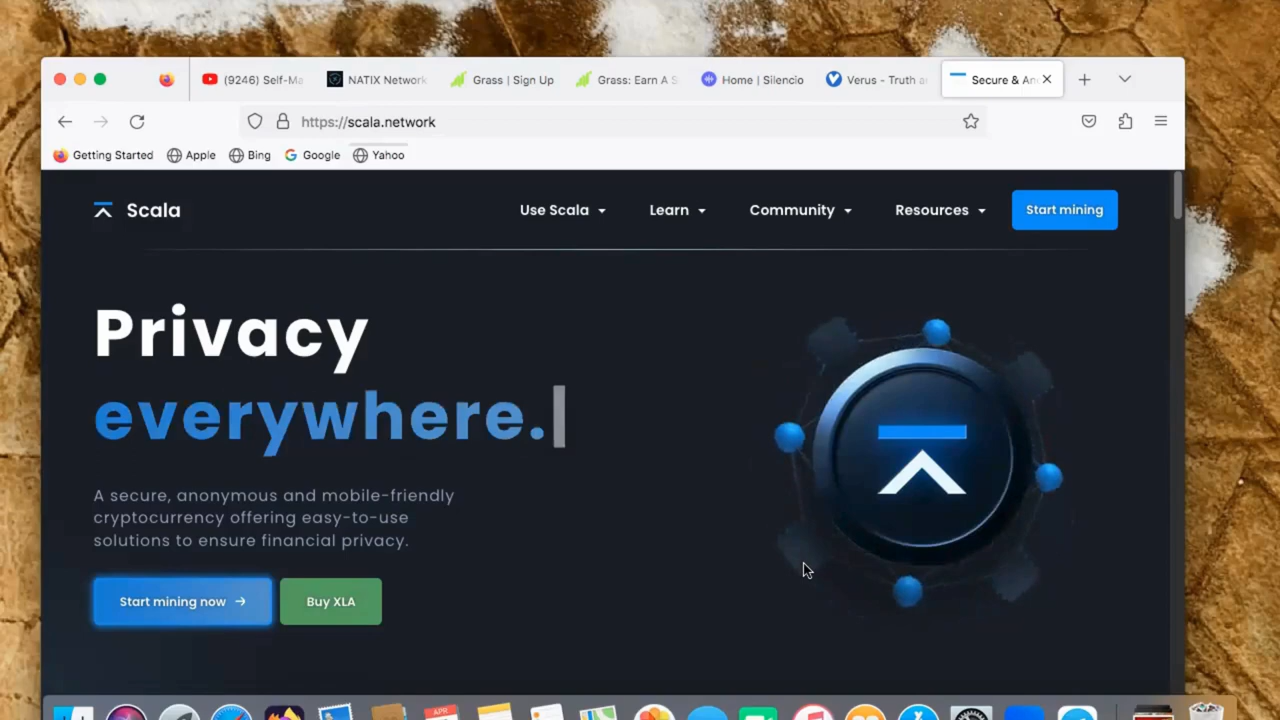 (9246) Self-Ma
NATIX Network
Grass | Sign Up
Grass: Earn A S
Home | Silencio
Verus - Truth a
Secure & An
https://scala.network
Getting Started
Apple
Bing
Google
Yahoo
Scala
Use Scala
Learn
Community
Resources
Start mining
Privacy
everywhere.
A secure, anonymous and mobile-friendly
cryptocurrency offering easy-to-use
solutions to ensure financial privacy.
Start mining now →
Buy XLA
APR